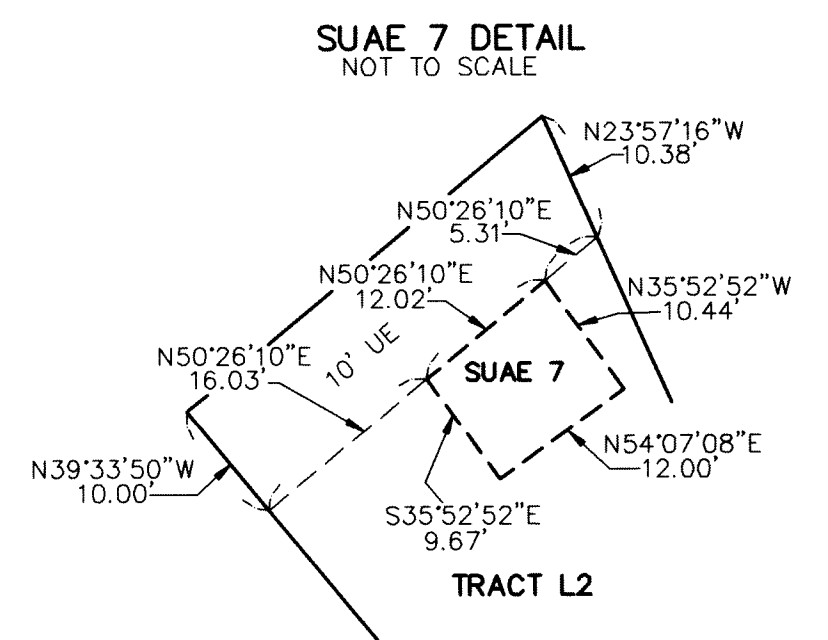 SUAE 7 DETAIL
NOT TO SCALE
N23°57'16"W
10.38'
N50°26'10"E
5.31'
N50°26'10"E
12.02'
N35°52'52"W
10.44'
10' UE
SUAE 7
N50°26'10"E
16.03'
N54°07'08"E
12.00'
N39°33'50"W
10.00'
S35°52'52"E
9.67'
TRACT L2